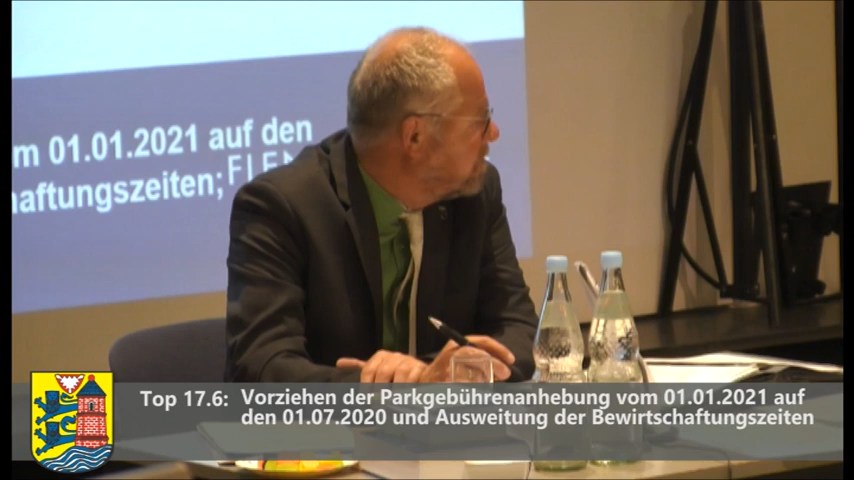 m 01.01.2021 auf den
haftungszeiten;
FLEN
Top 17.6: Vorziehen der Parkgebührenanhebung vom 01.01.2021 auf
den 01.07.2020 und Ausweitung der Bewirtschaftungszeiten